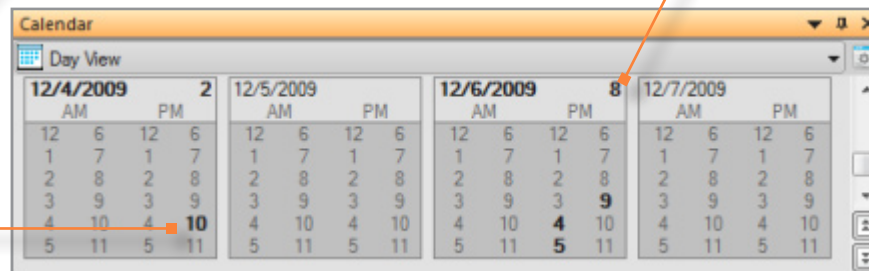 Calendar
Day View
12/4/2009 2 12/5/2009 12/6/2009 8 12/7/2009
AM PM AM PM AM PM AM PM
12 6 12 6 12 6 12 6 12 6 12 6 12 6 12 6
1 7 1 7 1 7 1 7 1 7 1 7 1 7 1 7
2 8 2 8 2 8 2 8 2 8 2 8 2 8 2 8
3 9 3 9 3 9 3 9 3 9 3 9 3 9 3 9
4 10 4 10 4 10 4 10 4 10 4 10 4 10 4 10
5 11 5 11 5 11 5 11 5 11 5 11 5 11 5 11